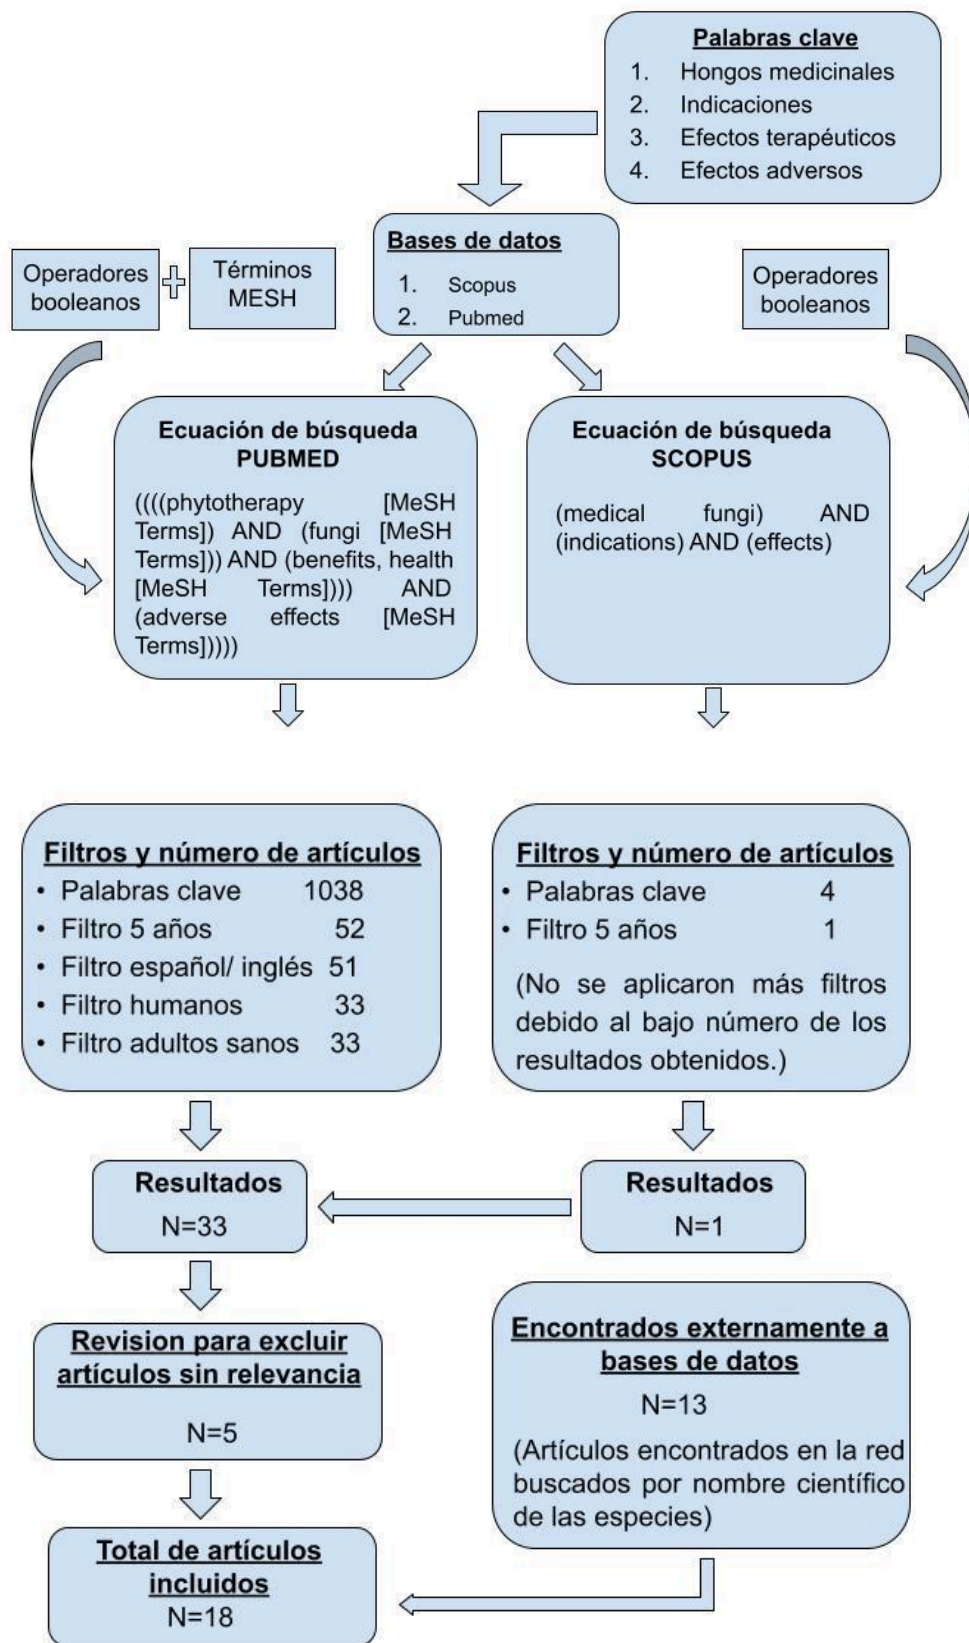 Palabras clave
1. Hongos medicinales
2. Indicaciones
3. Efectos terapéuticos
4. Efectos adversos
Bases de datos
1. Scopus
2. Pubmed
Operadores
booleanos
Términos
MESH
Operadores
booleanos
Ecuación de búsqueda
PUBMED
((((phytotherapy [MeSH
Terms]) AND (fungi [MeSH
Terms])) AND (benefits, health
[MeSH Terms]))) AND
(adverse effects [MeSH
Terms]))))
Ecuación de búsqueda
SCOPUS
(medical fungi) AND
(indications) AND (effects)
Filtros y número de artículos
• Palabras clave 1038
• Filtro 5 años 52
• Filtro español/ inglés 51
• Filtro humanos 33
• Filtro adultos sanos 33
Filtros y número de artículos
• Palabras clave 4
• Filtro 5 años 1
(No se aplicaron más filtros
debido al bajo número de los
resultados obtenidos.)
Resultados
N=33
Resultados
N=1
Revision para excluir
artículos sin relevancia
N=5
Encontrados externamente a
bases de datos
N=13
(Artículos encontrados en la red
buscados por nombre científico
de las especies)
Total de artículos
incluidos
N=18